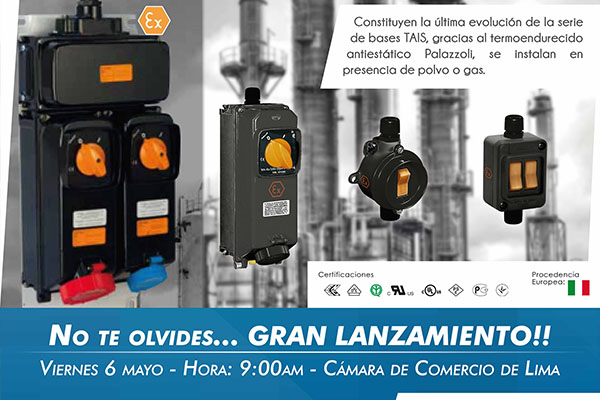 Ex
Constituyen la última evolución de la serie
de bases TAIS, gracias al termoendurecido
antiestático Palazzoli, se instalan en
presencia de polvo o gas.
Ex
Certificaciones
Procedencia
Europea:
No te olvides... GRAN LANZAMIENTO!!
Viernes 6 mayo - Hora: 9:00am - Cámara de Comercio de Lima